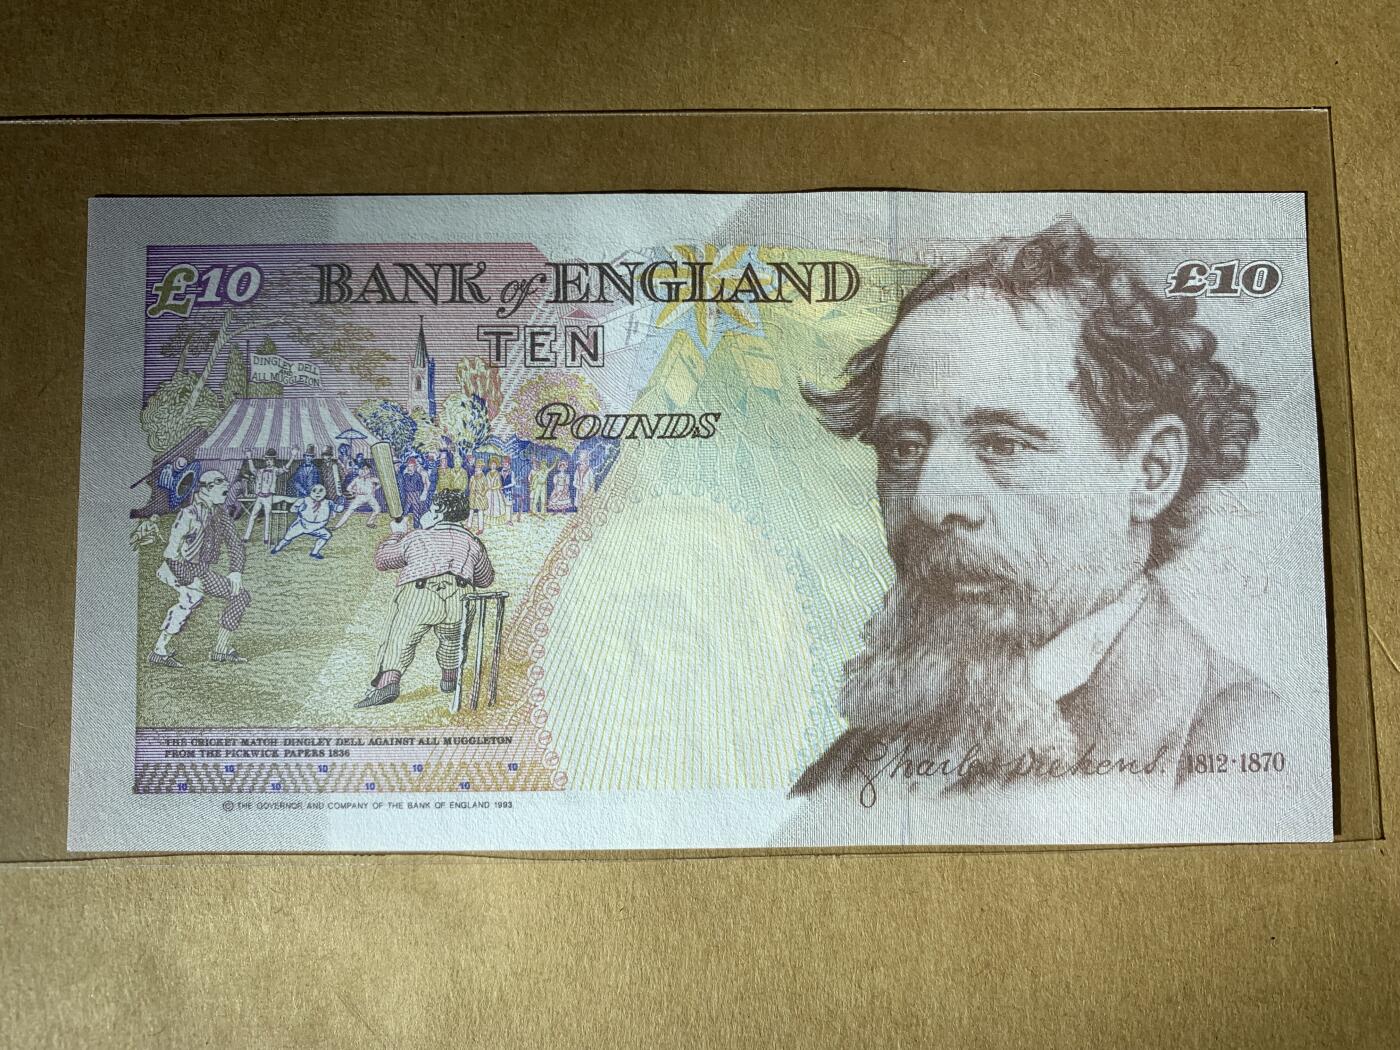 £10 BANK of ENGLAND £10
TEN
POUNDS
DINGLEY DELL
ALL MUGGLETON
THE CRICKET MATCH DINGLEY DELL AGAINST ALL MUGGLETON
FROM THE PICKWICK PAPERS 1836
10 10 10 10
10 10 10 10
© THE GOVERNOR AND COMPANY OF THE BANK OF ENGLAND 1993
Charles Dickens. 1812·1870